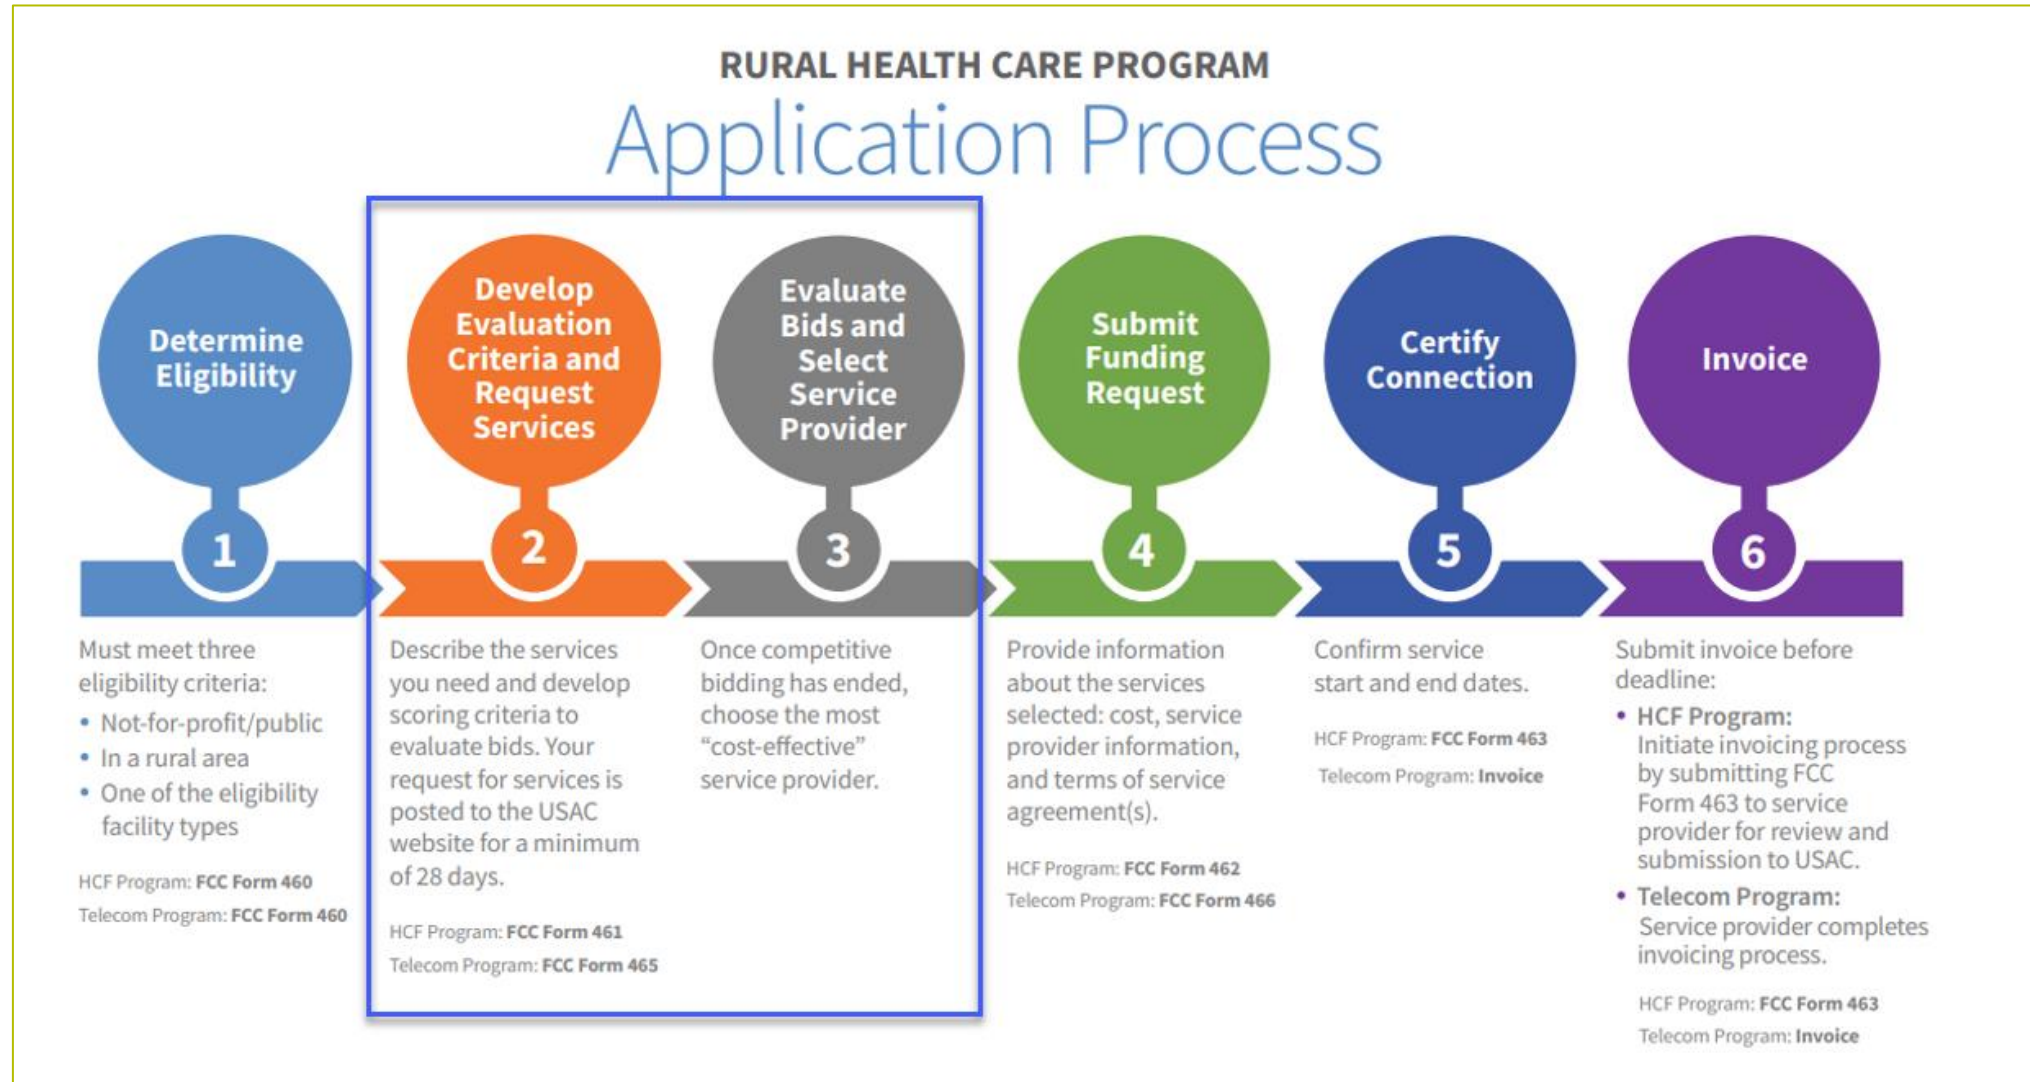 RURAL HEALTH CARE PROGRAM
Application Process
Determine
Eligibility
1
Must meet three
eligibility criteria:
• Not-for-profit/public
• In a rural area
• One of the eligibility
facility types
HCF Program: FCC Form 460
Telecom Program: FCC Form 460
Develop
Evaluation
Criteria and
Request
Services
2
Describe the services
you need and develop
scoring criteria to
evaluate bids. Your
request for services is
posted to the USAC
website for a minimum
of 28 days.
HCF Program: FCC Form 461
Telecom Program: FCC Form 465
Evaluate
Bids and
Select
Service
Provider
3
Once competitive
bidding has ended,
choose the most
“cost-effective”
service provider.
Submit
Funding
Request
4
Provide information
about the services
selected: cost, service
provider information,
and terms of service
agreement(s).
HCF Program: FCC Form 462
Telecom Program: FCC Form 466
Certify
Connection
5
Confirm service
start and end dates.
HCF Program: FCC Form 463
Telecom Program: Invoice
Invoice
6
Submit invoice before
deadline:
• HCF Program:
Initiate invoicing process
by submitting FCC
Form 463 to service
provider for review and
submission to USAC.
• Telecom Program:
Service provider completes
invoicing process.
HCF Program: FCC Form 463
Telecom Program: Invoice